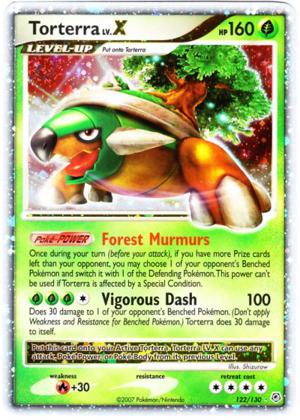 Torterra LV.X HP160
LEVEL-UP Put onto Torterra
Poké-POWER Forest Murmurs
Once during your turn (before your attack), if you have more Prize cards
left than your opponent, you may choose 1 of your opponent's Benched
Pokémon and switch it with 1 of the Defending Pokémon. This power can't
be used if Torterra is affected by a Special Condition.
Vigorous Dash 100
Does 30 damage to 1 of your opponent's Benched Pokémon. (Don't apply
Weakness and Resistance for Benched Pokémon.) Torterra does 30 damage
to itself.
Put this card onto your Active Torterra. Torterra LV.X can use any
attack, Poké-Power, or Poké-Body from its previous Level.
weakness resistance retreat cost
+30
Illus. Shizurow
©2007 Pokémon/Nintendo 122/130